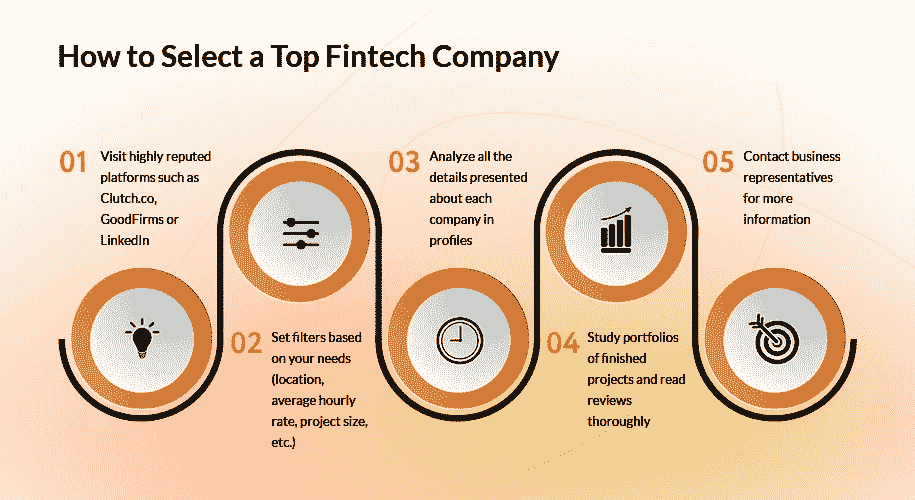 How to Select a Top Fintech Company
01
Visit highly reputed
platforms such as
Clutch.co,
GoodFirms or
LinkedIn
02
Set filters based
on your needs
(location,
average hourly
rate, project size,
etc.)
03
Analyze all the
details presented
about each
company in
profiles
04
Study portfolios
of finished
projects and read
reviews
thoroughly
05
Contact business
representatives
for more
information